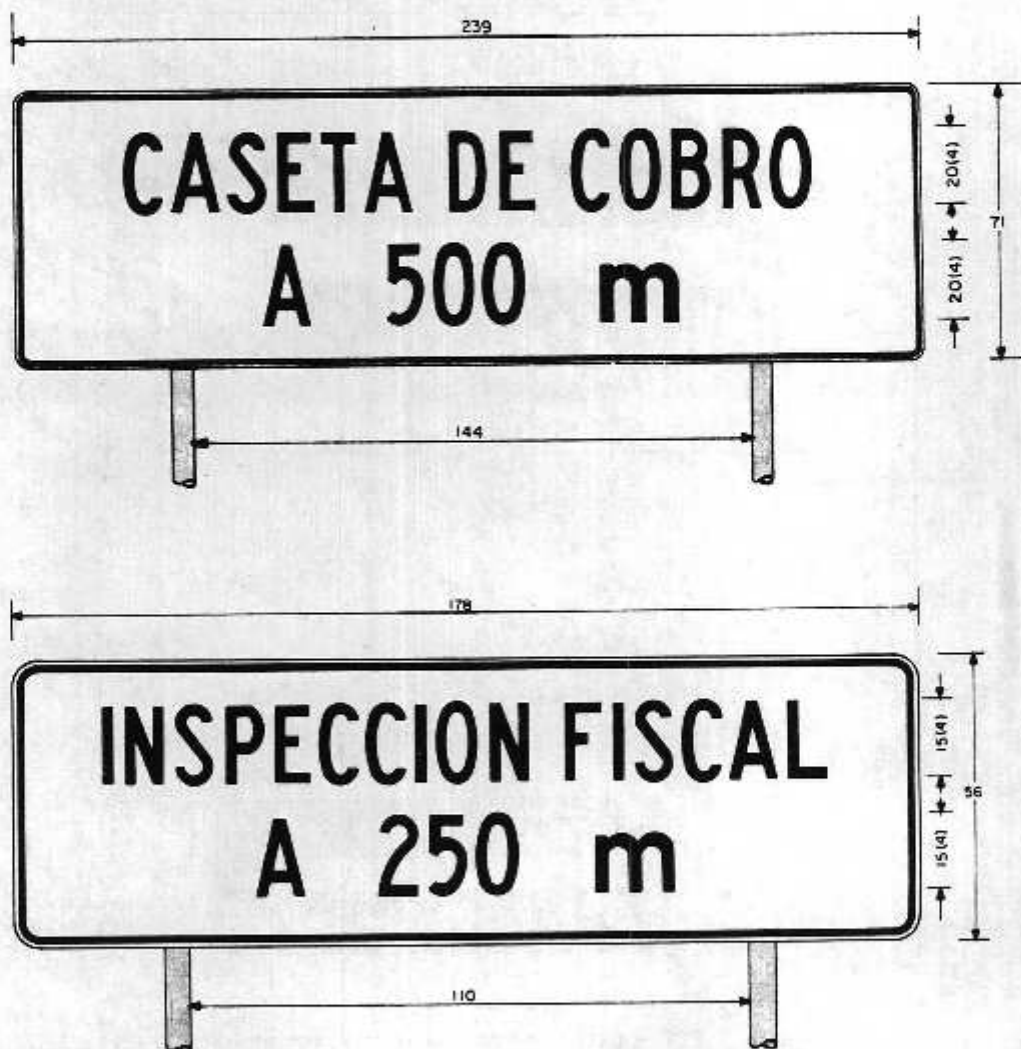 239
CASETA DE COBRO
A 500 m
20(4)
20(4)
71
144
178
INSPECCION FISCAL
A 250 m
15(4)
15(4)
56
110